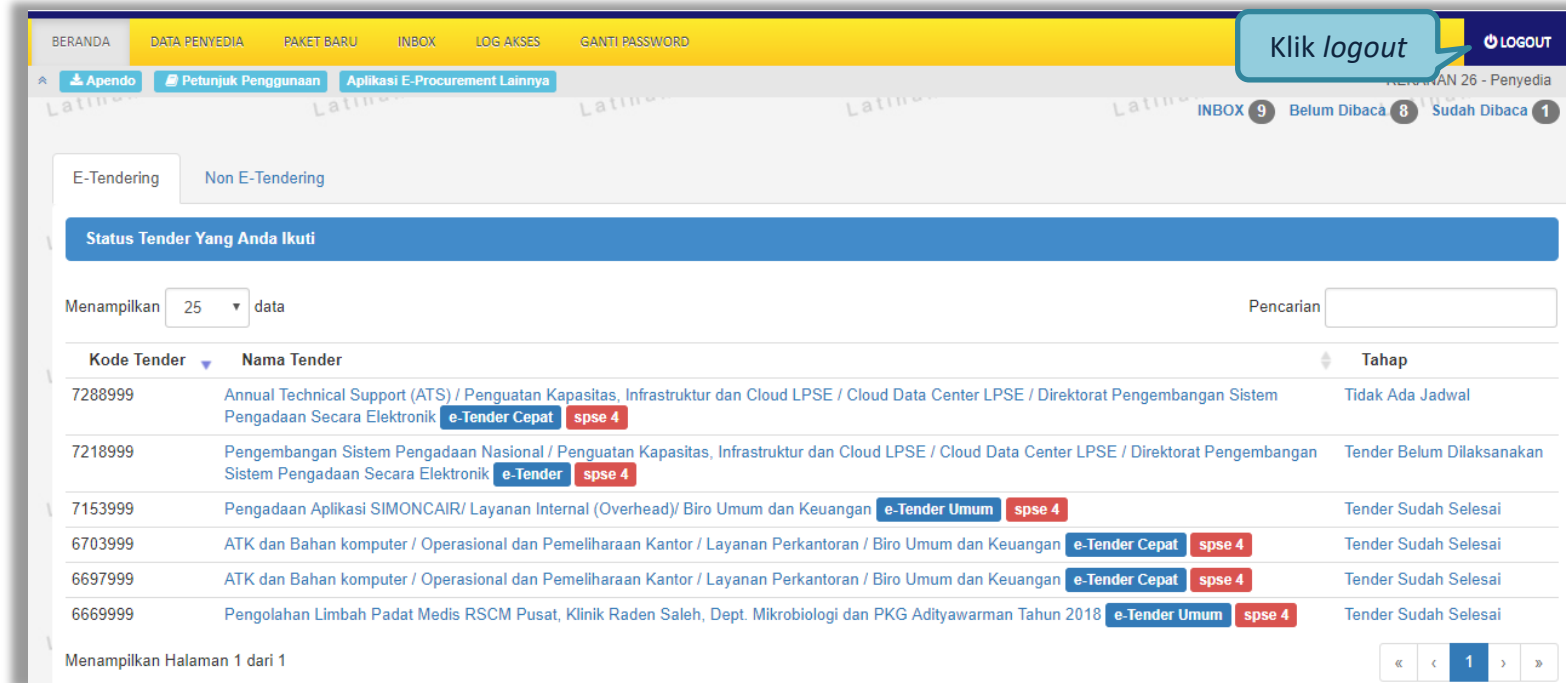 BERANDA DATA PENYEDIA PAKET BARU INBOX LOG AKSES GANTI PASSWORD Klik logout LOGOUT
Apendo Petunjuk Penggunaan Aplikasi E-Procurement Lainnya 26 - Penyedia
INBOX 9 Belum Dibaca 8 Sudah Dibaca 1
E-Tendering Non E-Tendering
Status Tender Yang Anda Ikuti
Menampilkan 25 data Pencarian
Kode Tender Nama Tender Tahap
7288999 Annual Technical Support (ATS) / Penguatan Kapasitas, Infrastruktur dan Cloud LPSE / Cloud Data Center LPSE / Direktorat Pengembangan Sistem Tidak Ada Jadwal
Pengadaan Secara Elektronik e-Tender Cepat spse 4
7218999 Pengembangan Sistem Pengadaan Nasional / Penguatan Kapasitas, Infrastruktur dan Cloud LPSE / Cloud Data Center LPSE / Direktorat Pengembangan Tender Belum Dilaksanakan
Sistem Pengadaan Secara Elektronik e-Tender spse 4
7153999 Pengadaan Aplikasi SIMONCAIR/ Layanan Internal (Overhead)/ Biro Umum dan Keuangan e-Tender Umum spse 4 Tender Sudah Selesai
6703999 ATK dan Bahan komputer / Operasional dan Pemeliharaan Kantor / Layanan Perkantoran / Biro Umum dan Keuangan e-Tender Cepat spse 4 Tender Sudah Selesai
6697999 ATK dan Bahan komputer / Operasional dan Pemeliharaan Kantor / Layanan Perkantoran / Biro Umum dan Keuangan e-Tender Cepat spse 4 Tender Sudah Selesai
6669999 Pengolahan Limbah Padat Medis RSCM Pusat, Klinik Raden Saleh, Dept. Mikrobiologi dan PKG Adityawarman Tahun 2018 e-Tender Umum spse 4 Tender Sudah Selesai
Menampilkan Halaman 1 dari 1 « ‹ 1 › »